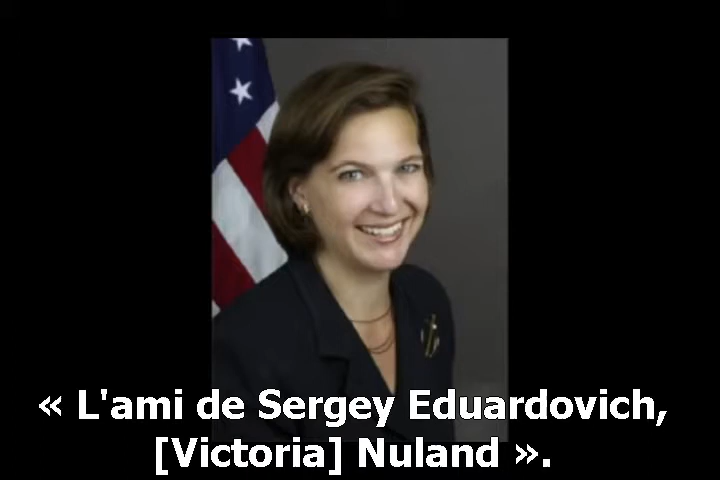 « L'ami de Sergey Eduardovich,
[Victoria] Nuland ».